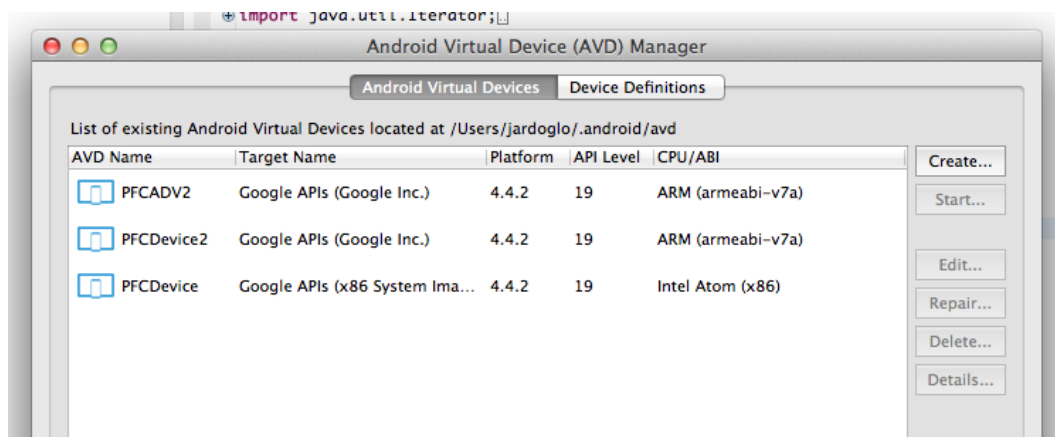 import java.util.Iterator;
Android Virtual Device (AVD) Manager
Android Virtual Devices Device Definitions
List of existing Android Virtual Devices located at /Users/jardoglo/.android/avd
AVD Name Target Name Platform API Level CPU/ABI
Create...
PFCADV2 Google APIs (Google Inc.) 4.4.2 19 ARM (armeabi-v7a)
Start...
PFCDevice2 Google APIs (Google Inc.) 4.4.2 19 ARM (armeabi-v7a)
Edit...
PFCDevice Google APIs (x86 System Ima... 4.4.2 19 Intel Atom (x86)
Repair...
Delete...
Details...